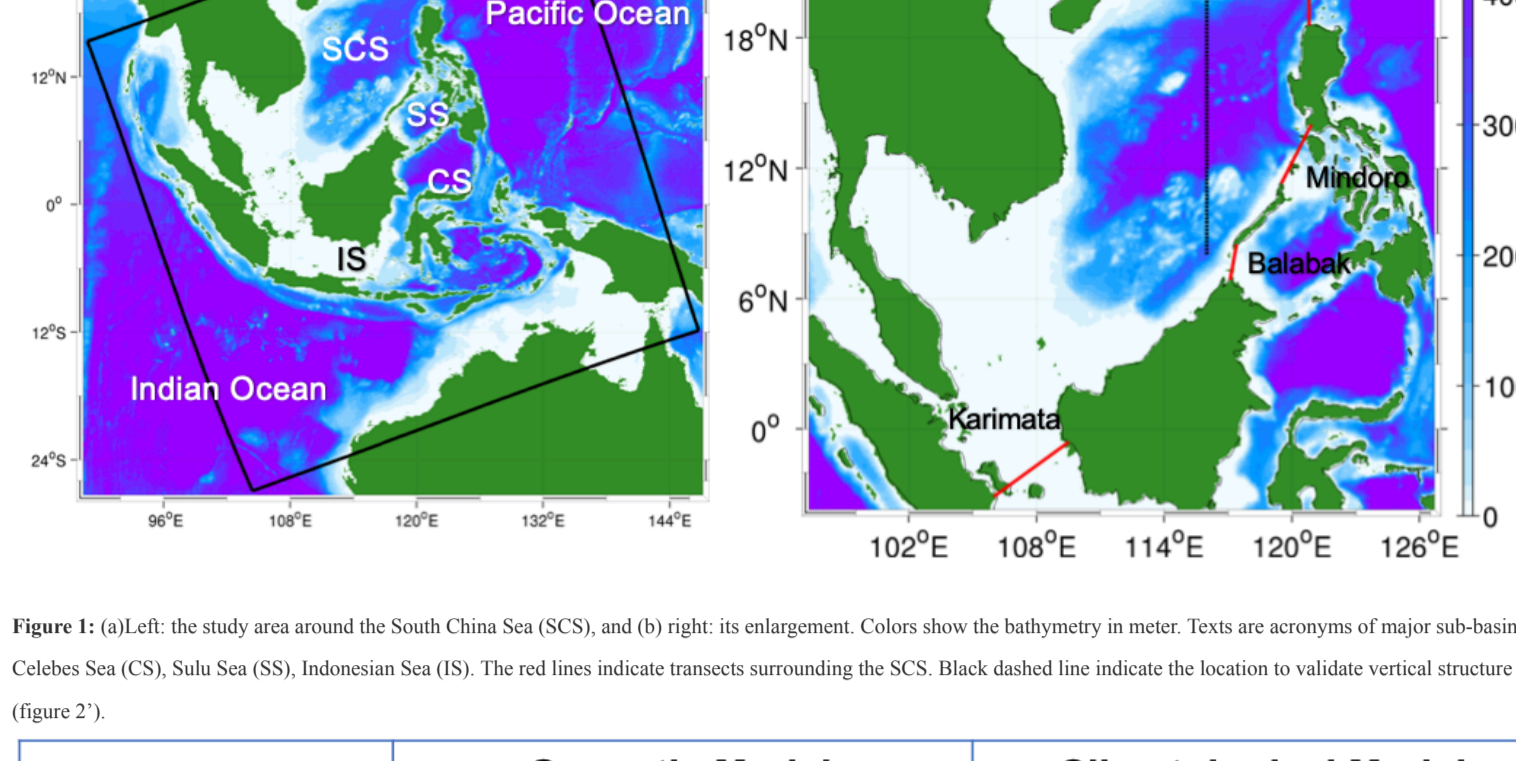 Pacific Ocean
SCS
SS
CS
IS
Indian Ocean
12°N
0°
12°S
24°S
96°E 108°E 120°E 132°E 144°E
18°N
12°N
6°N
0°
Mindoro
Balabak
Karimata
102°E 108°E 114°E 120°E 126°E
0
Figure 1: (a)Left: the study area around the South China Sea (SCS), and (b) right: its enlargement. Colors show the bathymetry in meter. Texts are acronyms of major sub-basin
Celebes Sea (CS), Sulu Sea (SS), Indonesian Sea (IS). The red lines indicate transects surrounding the SCS. Black dashed line indicate the location to validate vertical structure
(figure 2’).